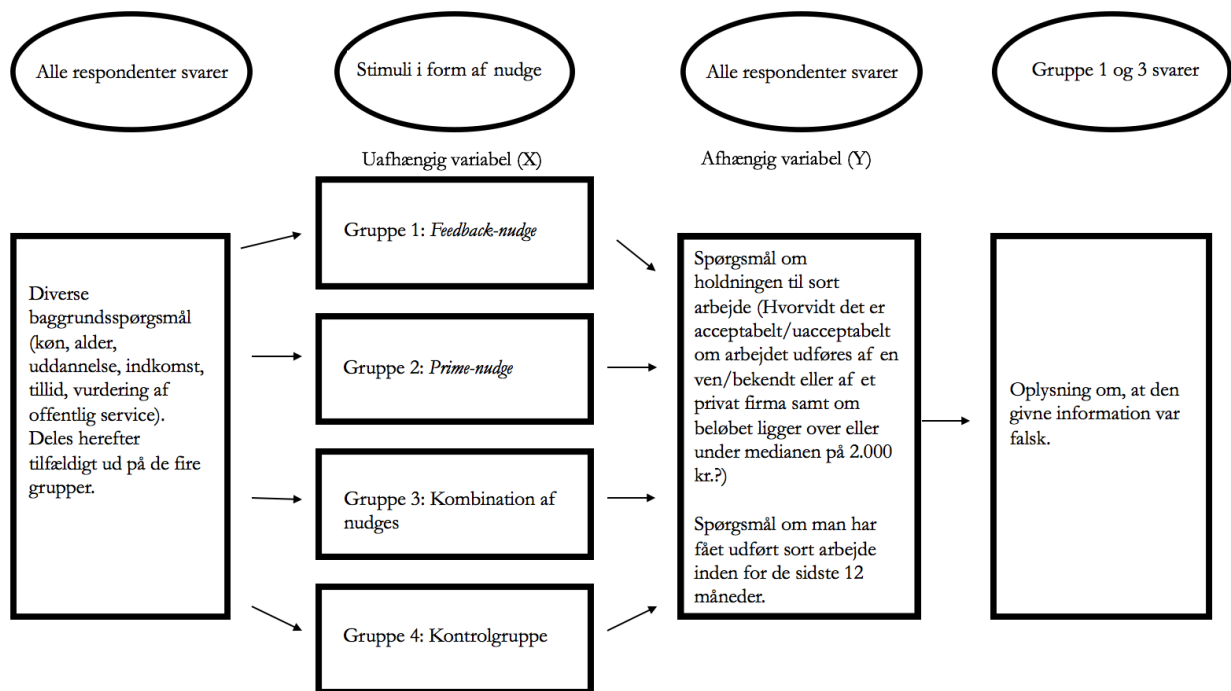 Alle respondenter svarer
Stimuli i form af nudge
Alle respondenter svarer
Gruppe 1 og 3 svarer
Uafhængig variabel (X)
Afhængig variabel (Y)
Diverse
baggrundsspørgsmål
(køn, alder,
uddannelse, indkomst,
tillid, vurdering af
offentlig service).
Deles herefter
tilfældigt ud på de fire
grupper.
Gruppe 1: Feedback-nudge
Gruppe 2: Prime-nudge
Gruppe 3: Kombination af
nudges
Gruppe 4: Kontrolgruppe
Spørgsmål om
holdningen til sort
arbejde (Hvorvidt det er
acceptabelt/uacceptabelt
om arbejdet udføres af en
ven/bekendt eller af et
privat firma samt om
beløbet ligger over eller
under medianen på 2.000
kr.?)
Spørgsmål om man har
fået udført sort arbejde
inden for de sidste 12
måneder.
Oplysning om, at den
givne information var
falsk.